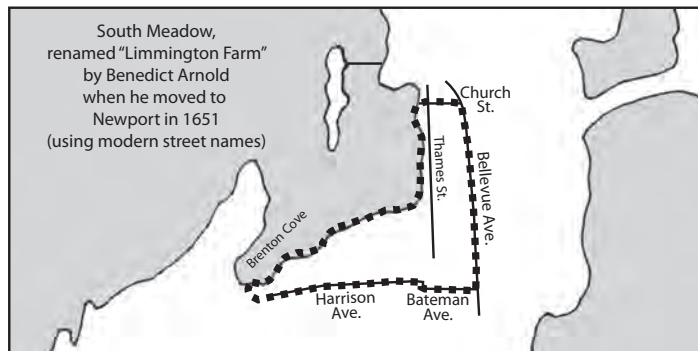 South Meadow,
renamed “Limmington Farm”
by Benedict Arnold
when he moved to
Newport in 1651
(using modern street names)
Church
St.
Thames St.
Bellevue Ave.
Brenton Cove
Harrison
Ave.
Bateman
Ave.